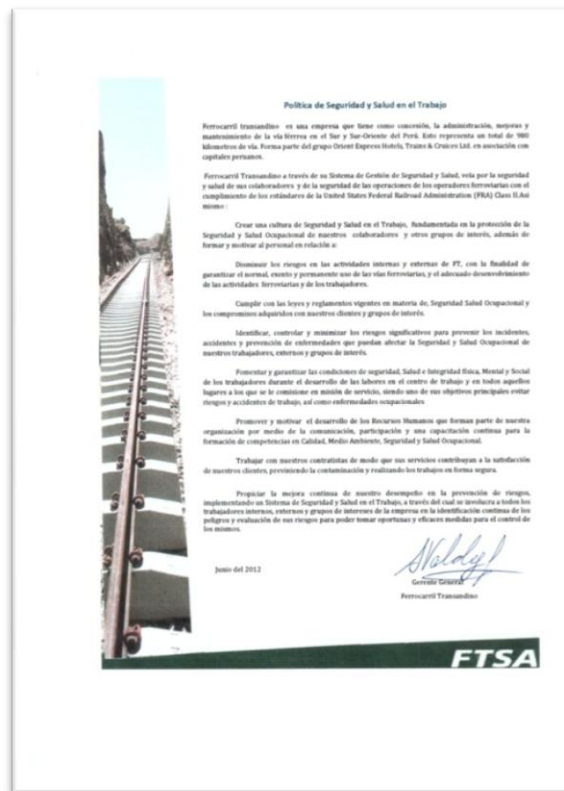 Política de Seguridad y Salud en el Trabajo
Ferrocarril transandino es una empresa que tiene como concesión, la administración, mejoras y
mantenimiento de la vía férrea en el Sur y Sur-Oriente del Perú. Esto representa un total de 980
kilometros de vía. Forma parte del grupo Orient Express Hotels, Trains & Cruices Ltd. en asociación con
capitales peruanos.
Ferrocarril Transandino a través de su Sistema de Gestión de Seguridad y Salud, vela por la seguridad
y salud de sus colaboradores y de la seguridad de las operaciones de los operadores ferroviarias con el
cumplimiento de los estándares de la United States Federal Railroad Administration (FRA) Class II.Asi
mismo :
Crear una cultura de Seguridad y Salud en el Trabajo, fundamentada en la protección de la
Seguridad y Salud Ocupacional de nuestros colaboradores y otros grupos de interés, además de
formar y motivar al personal en relación a:
Disminuir los riesgos en las actividades internas y externas de FT, con la finalidad de
garantizar el normal, exento y permanente uso de las vías ferroviarias, y el adecuado desenvolvimiento
de las actividades ferroviarias y de los trabajadores.
Cumplir con las leyes y reglamentos vigentes en materia de, Seguridad Salud Ocupacional y
los compromisos adquiridos con nuestros clientes y grupos de interés.
Identificar, controlar y minimizar los riesgos significativos para prevenir los incidentes,
accidentes y prevención de enfermedades que puedan afectar la Seguridad y Salud Ocupacional de
nuestros trabajadores, externos y grupos de interés.
Fomentar y garantizar las condiciones de seguridad, Salud e Integridad física, Mental y Social
de los trabajadores durante el desarrollo de las labores en el centro de trabajo y en todos aquellos
lugares a los que se le comisione en misión de servicio, siendo uno de sus objetivos principales evitar
riesgos y accidentes de trabajo, así como enfermedades ocupacionales
Promover y motivar el desarrollo de los Recursos Humanos que forman parte de nuestra
organización por medio de la comunicación, participación y una capacitación continua para la
formación de competencias en Calidad, Medio Ambiente, Seguridad y Salud Ocupacional.
Trabajar con nuestros contratistas de modo que sus servicios contribuyan a la satisfacción
de nuestros clientes, previniendo la contaminación y realizando los trabajos en forma segura.
Propiciar la mejora continua de nuestro desempeño en la prevención de riesgos,
implementando un Sistema de Seguridad y Salud en el Trabajo, a través del cual se involucra a todos los
trabajadores internos, externos y grupos de intereses de la empresa en la identificación continua de los
peligros y evaluación de sus riesgos para poder tomar oportunas y eficaces medidas para el control de
los mismos.
Junio del 2012
Gerente General
Ferrocarril Transandino
FTSA